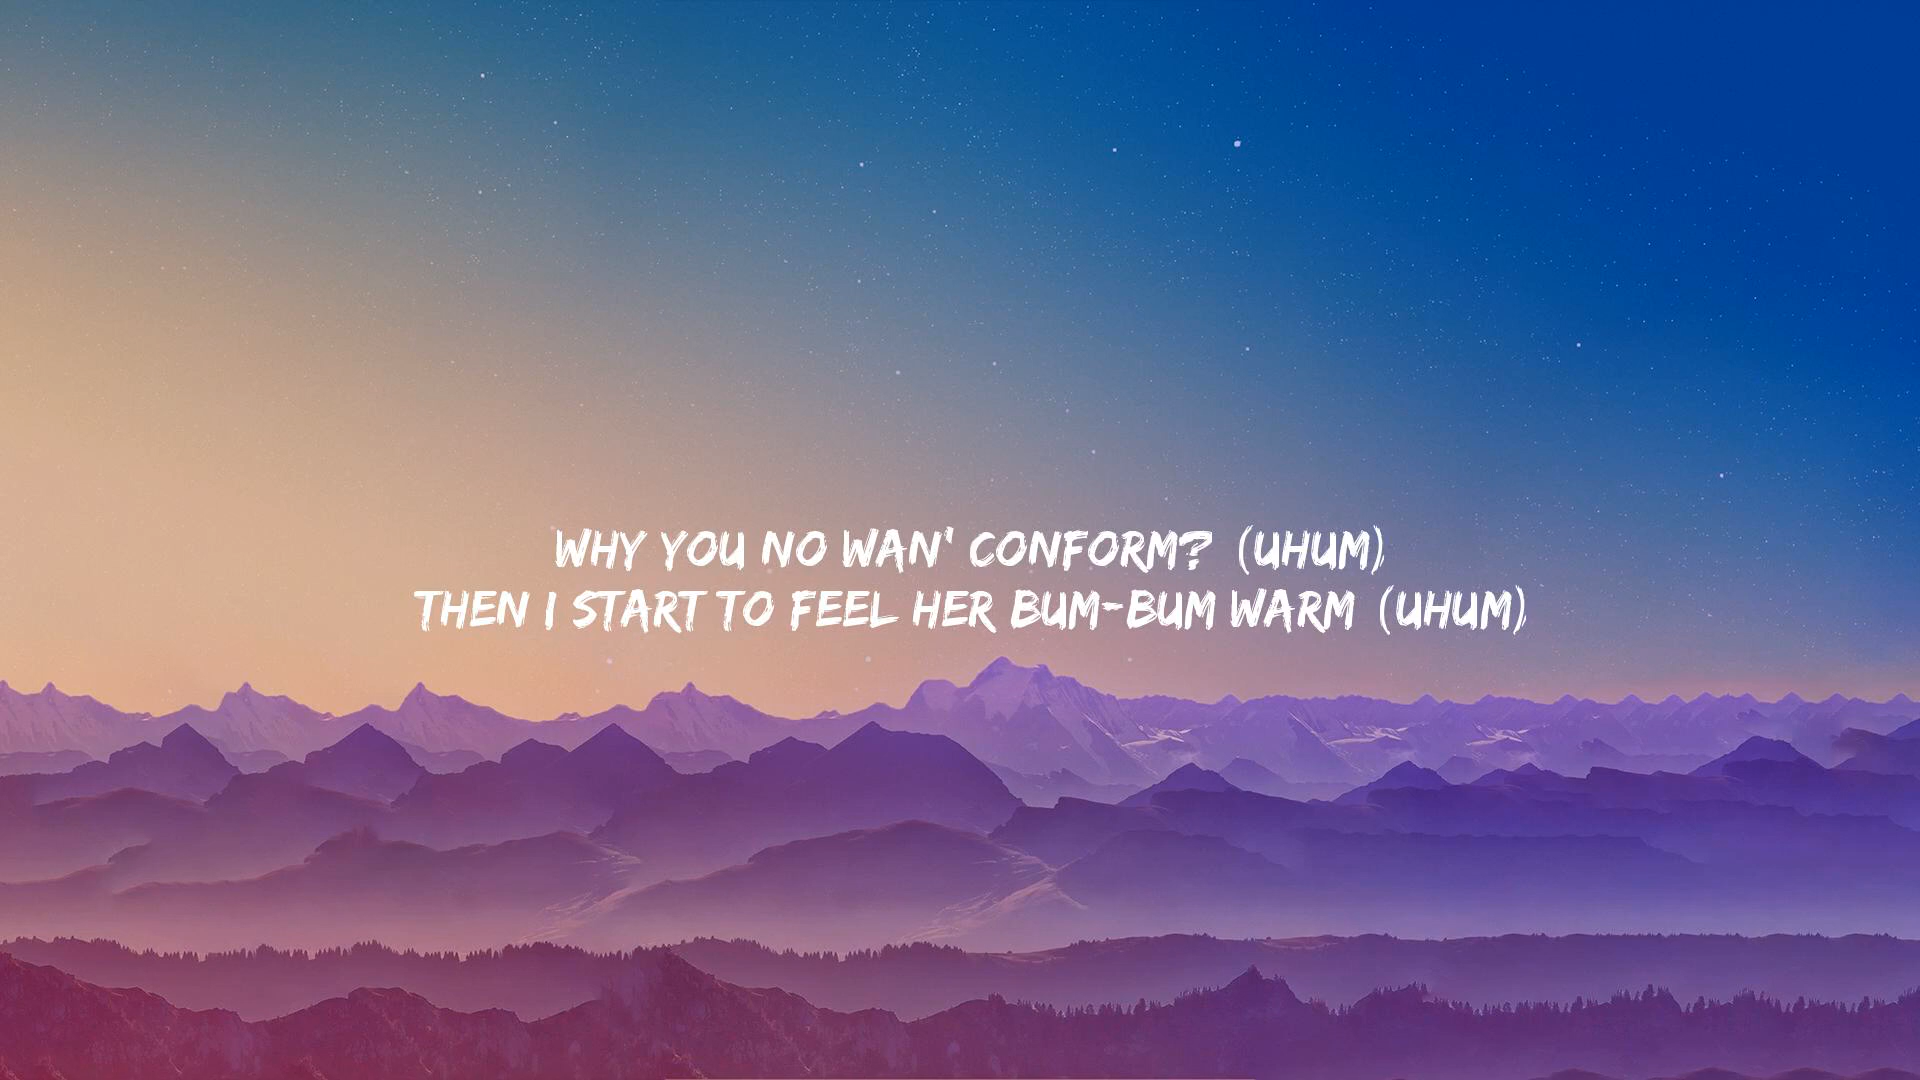 WHY YOU NO WAN' CONFORM? (UHUM)
THEN I START TO FEEL HER BUM-BUM WARM (UHUM)